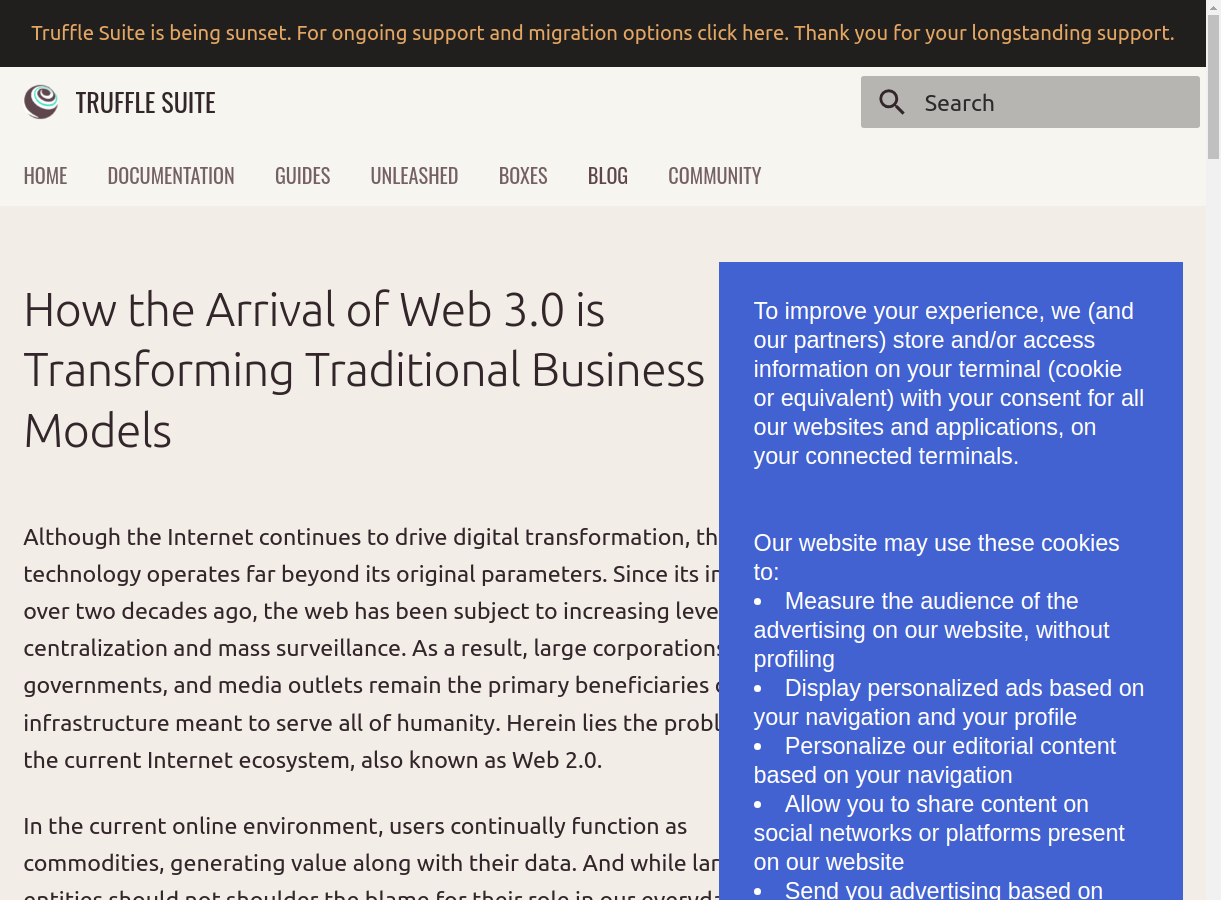 Truffle Suite is being sunset. For ongoing support and migration options click here. Thank you for your longstanding support.
TRUFFLE SUITE
Search
HOME
DOCUMENTATION
GUIDES
UNLEASHED
BOXES
BLOG
COMMUNITY
How the Arrival of Web 3.0 is
Transforming Traditional Business
Models
Although the Internet continues to drive digital transformation,
technology operates far beyond its original parameters. Since its
over two decades ago, the web has been subject to increasing
centralization and mass surveillance. As a result, large corporations
governments, and media outlets remain the primary beneficiaries
infrastructure meant to serve all of humanity. Herein lies the
the current Internet ecosystem, also known as Web 2.0.
In the current online environment, users continually function as
commodities, generating value along with their data. And while
entities should not shoulder the blame for their role in our
To improve your experience, we (and
our partners) store and/or access
information on your terminal (cookie
or equivalent) with your consent for all
our websites and applications, on
your connected terminals.
Our website may use these cookies
to:
• Measure the audience of the
advertising on our website, without
profiling
• Display personalized ads based on
your navigation and your profile
• Personalize our editorial content
based on your navigation
• Allow you to share content on
social networks or platforms present
on our website
• Send you advertising based on